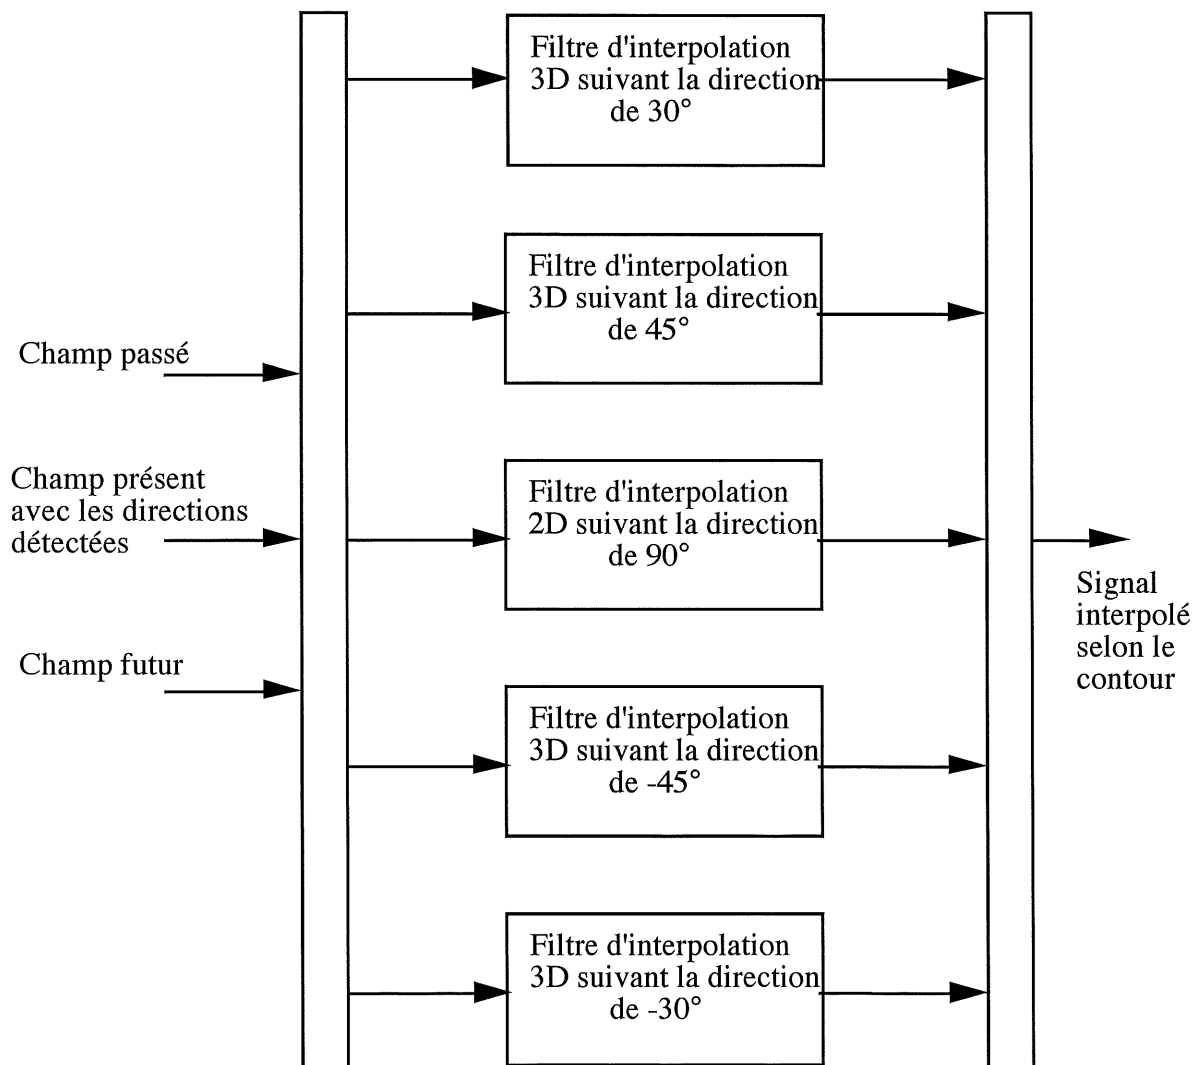 Filtre d'interpolation
3D suivant la direction
de 30°
Filtre d'interpolation
3D suivant la direction
de 45°
Champ passé
Champ présent
avec les directions
détectées
Filtre d'interpolation
2D suivant la direction
de 90°
Signal
interpolé
selon le
contour
Champ futur
Filtre d'interpolation
3D suivant la direction
de -45°
Filtre d'interpolation
3D suivant la direction
de -30°